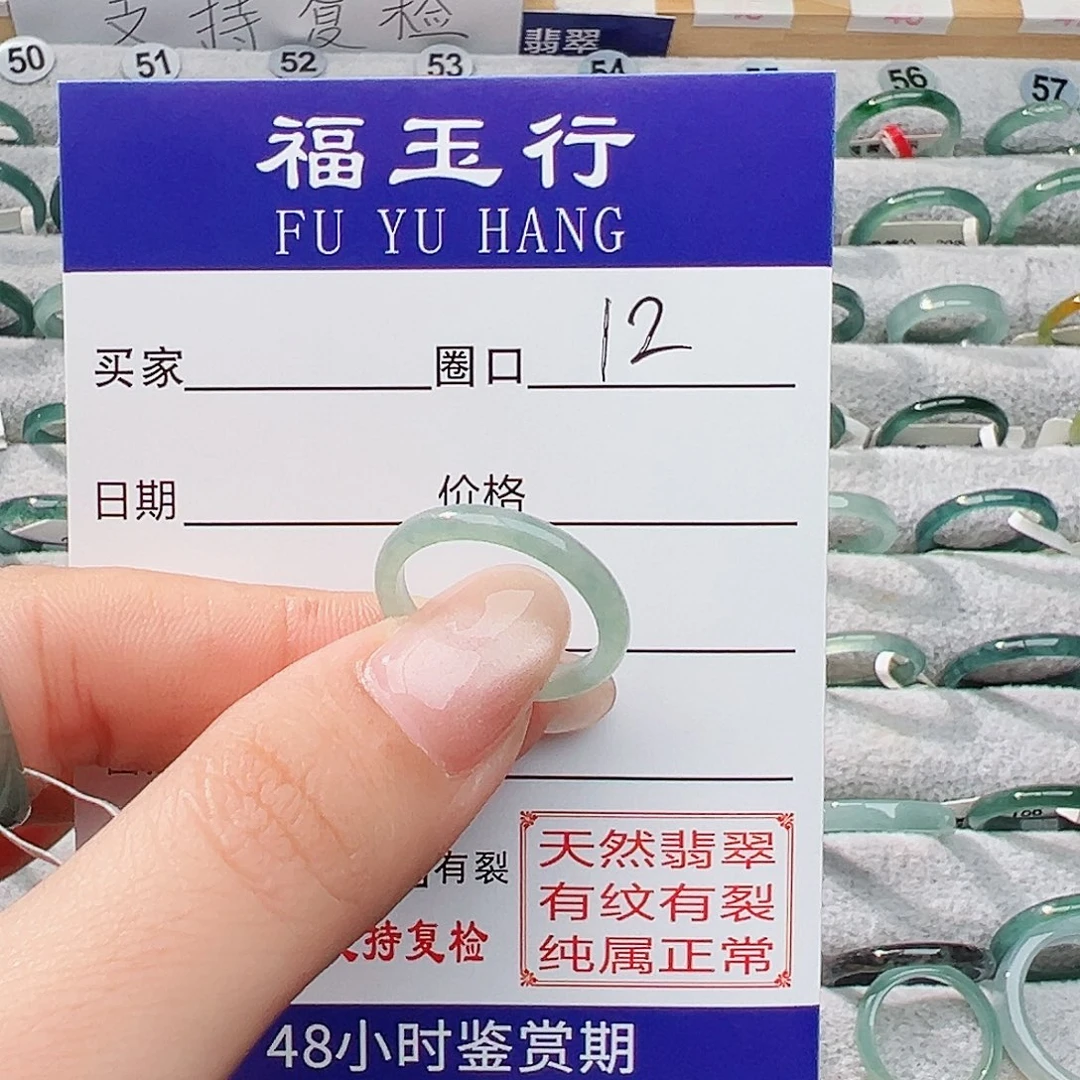 支持复检
翡翠
50
51
52
53
54
56
57
福玉行
FU YU HANG
买家
圈口 12
日期
价格
有裂
支持复检
天然翡翠
有纹有裂
纯属正常
48小时鉴赏期